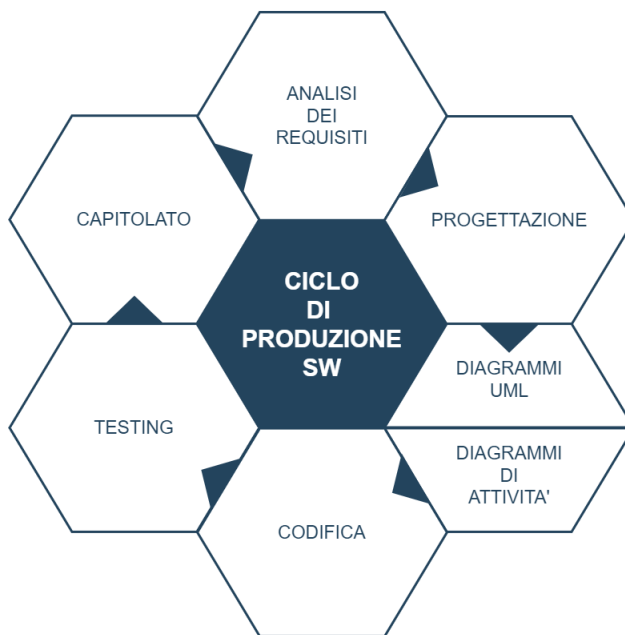 ANALISI
DEI
REQUISITI
CAPITOLATO
PROGETTAZIONE
CICLO
DI
PRODUZIONE
SW
DIAGRAMMI
UML
TESTING
DIAGRAMMI
DI
ATTIVITA'
CODIFICA